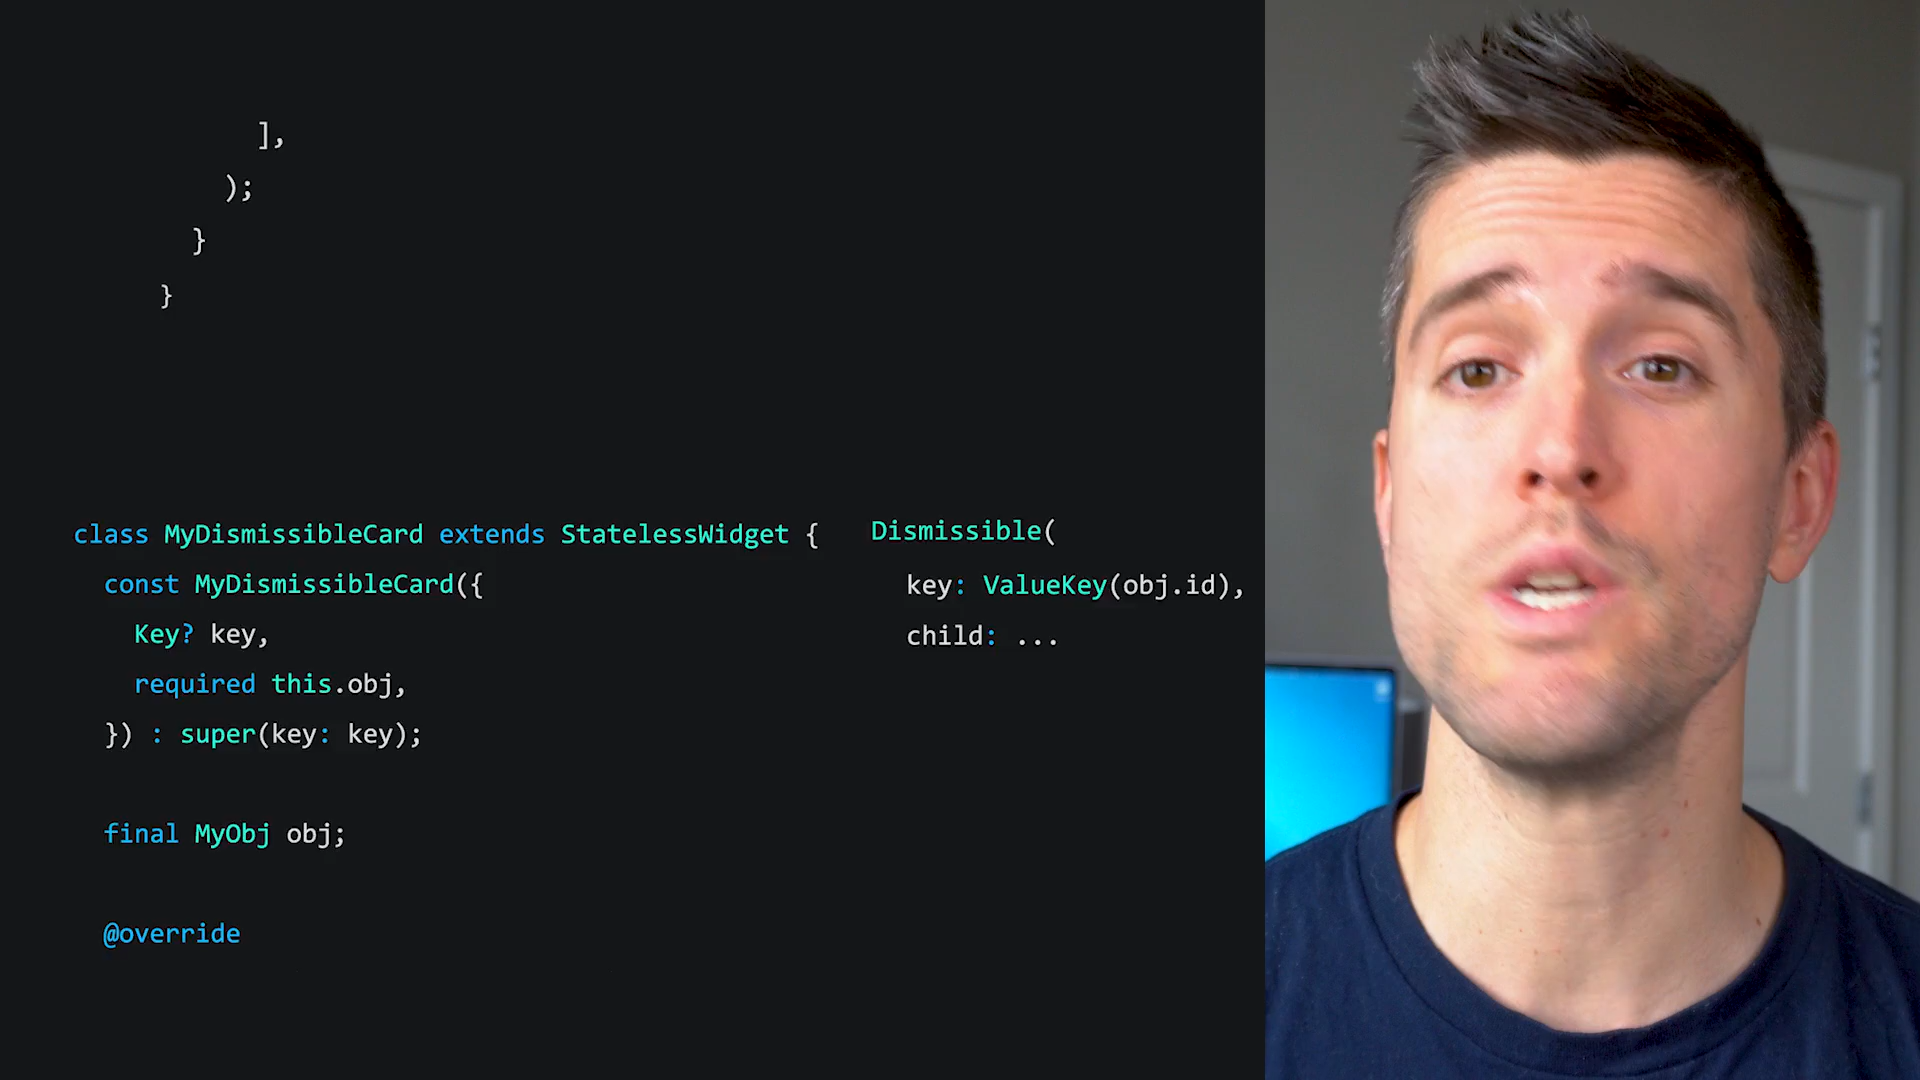 ],
);
}
}
class MyDismissibleCard extends StatelessWidget {
const MyDismissibleCard({
Key? key,
required this.obj,
}) : super(key: key);
final MyObj obj;
@override
Dismissible(
key: ValueKey(obj.id),
child: ...